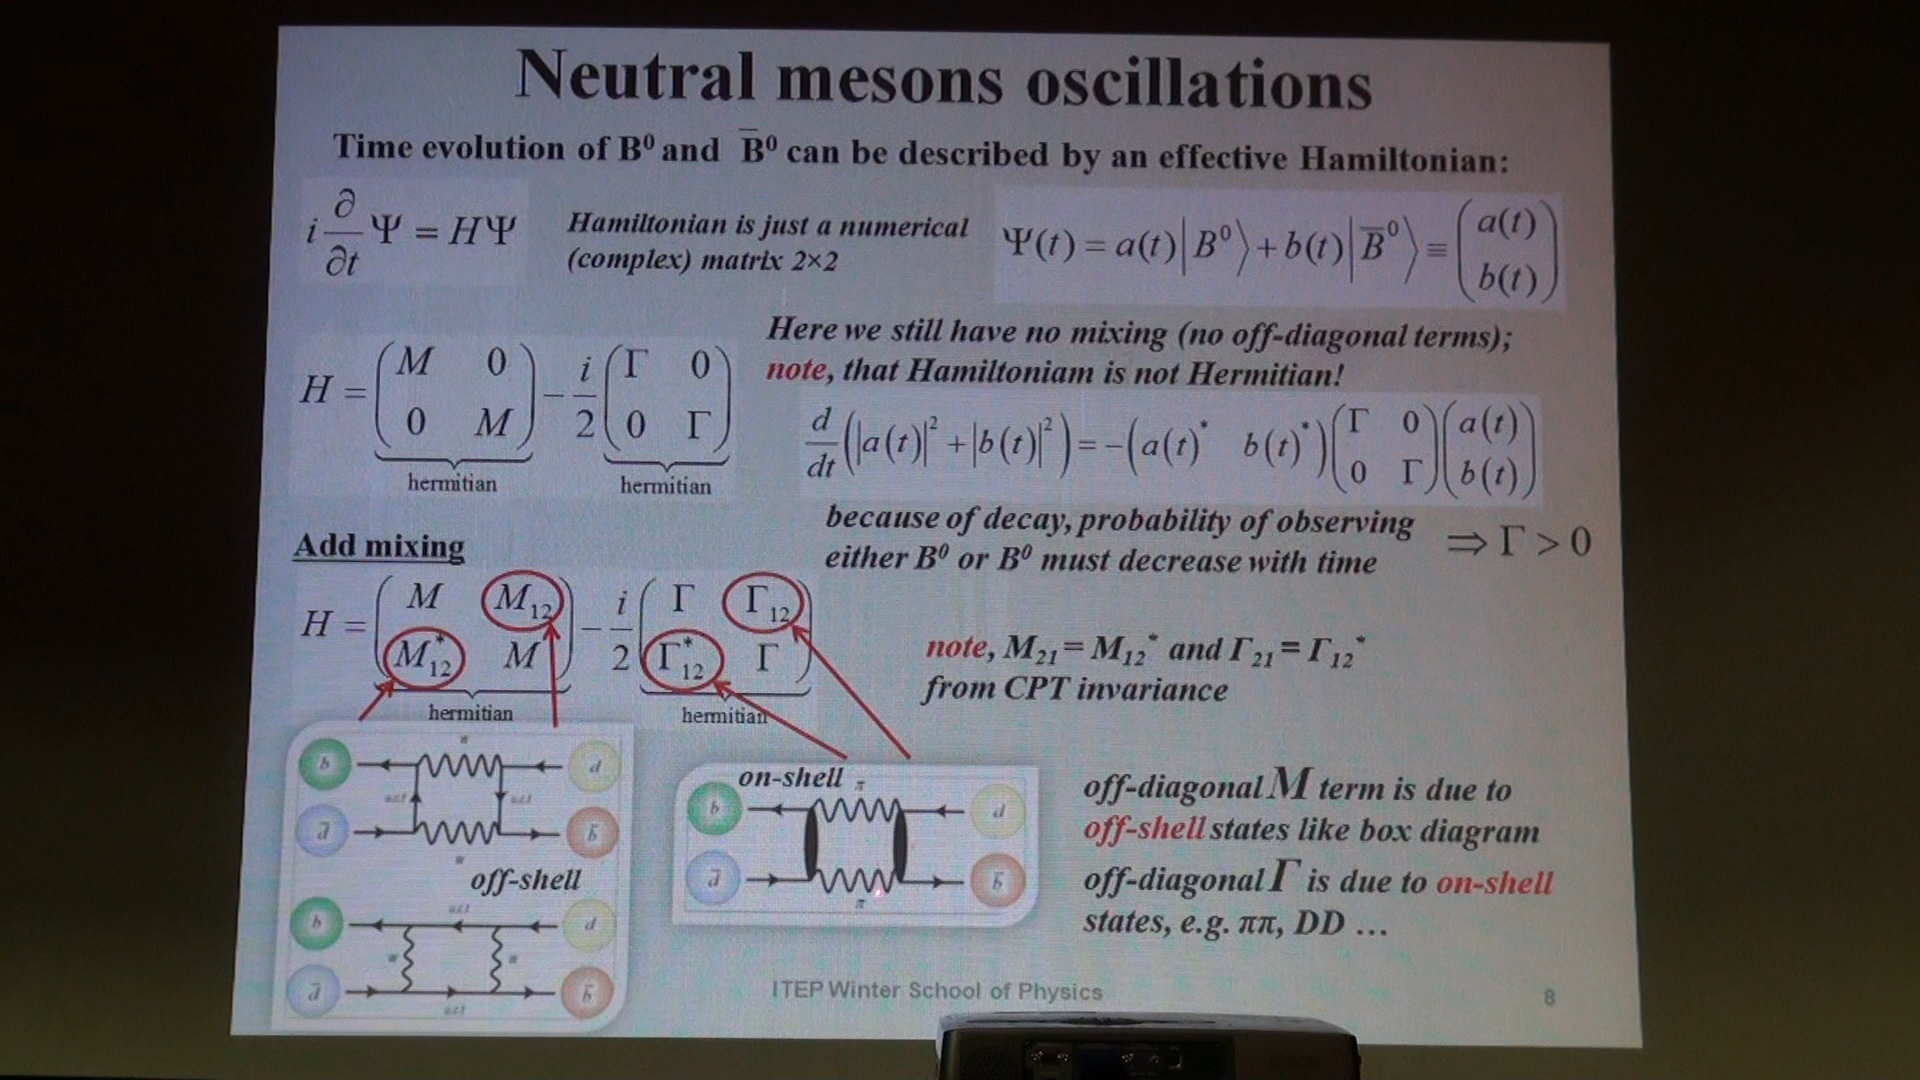 Neutral mesons oscillations
Time evolution of B⁰ and B̅⁰ can be described by an effective Hamiltonian:
i ∂/∂t Ψ = HΨ
Hamiltonian is just a numerical
(complex) matrix 2×2
Ψ(t) = a(t)|B⁰⟩ + b(t)|B̅⁰⟩ ≡ (a(t) b(t))
Here we still have no mixing (no off-diagonal terms);
note, that Hamiltoniam is not Hermitian!
H = (M 0 0 M) − i/2 (Γ 0 0 Γ)
hermitian hermitian
d/dt (|a(t)|² + |b(t)|²) = −(a(t)* b(t)*) (Γ 0 0 Γ) (a(t) b(t))
because of decay, probability of observing
either B⁰ or B⁰ must decrease with time
⇒ Γ > 0
Add mixing
H = (M M₁₂ M₁₂* M) − i/2 (Γ Γ₁₂ Γ₁₂* Γ)
hermitian hermitian
note, M₂₁ = M₁₂* and Γ₂₁ = Γ₁₂*
from CPT invariance
b d
d̅ b̅
off-shell
b d
d̅ b̅
on-shell
π
b d
d̅ b̅
π
off-diagonal M term is due to
off-shell states like box diagram
off-diagonal Γ is due to on-shell
states, e.g. ππ, DD ...
ITEP Winter School of Physics
8